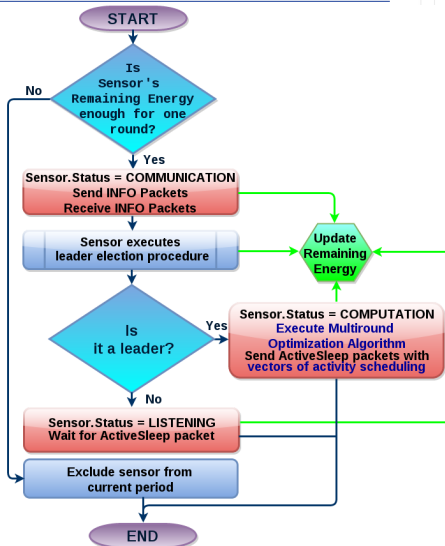 START
Is
Sensor's
Remaining Energy
enough for one
round?
No
Yes
Sensor.Status = COMMUNICATION
Send INFO Packets
Receive INFO Packets
Sensor executes
leader election procedure
Update
Remaining
Energy
Is
it a leader?
Yes
Sensor.Status = COMPUTATION
Execute Multiround
Optimization Algorithm
Send ActiveSleep packets with
vectors of activity scheduling
No
Sensor.Status = LISTENING
Wait for ActiveSleep packet
Exclude sensor from
current period
END